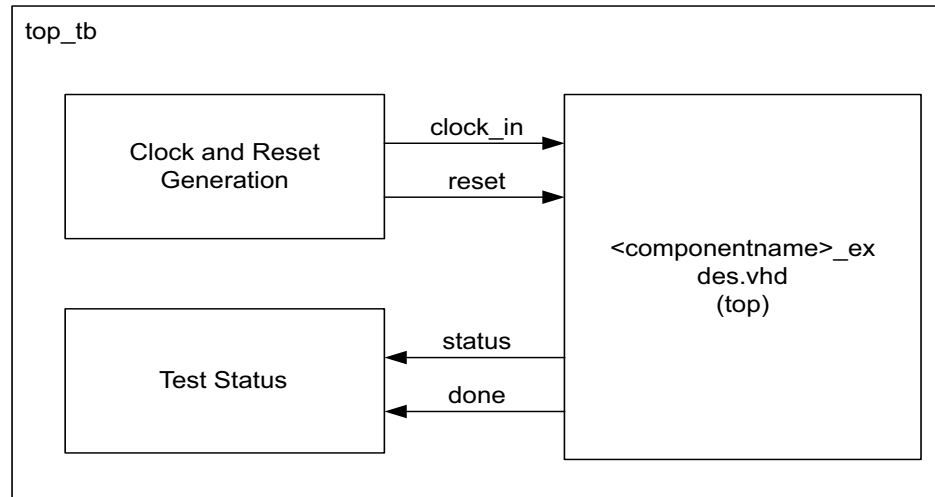 top_tb
Clock and Reset
Generation
clock_in
reset
<componentname>_ex
des.vhd
(top)
Test Status
status
done